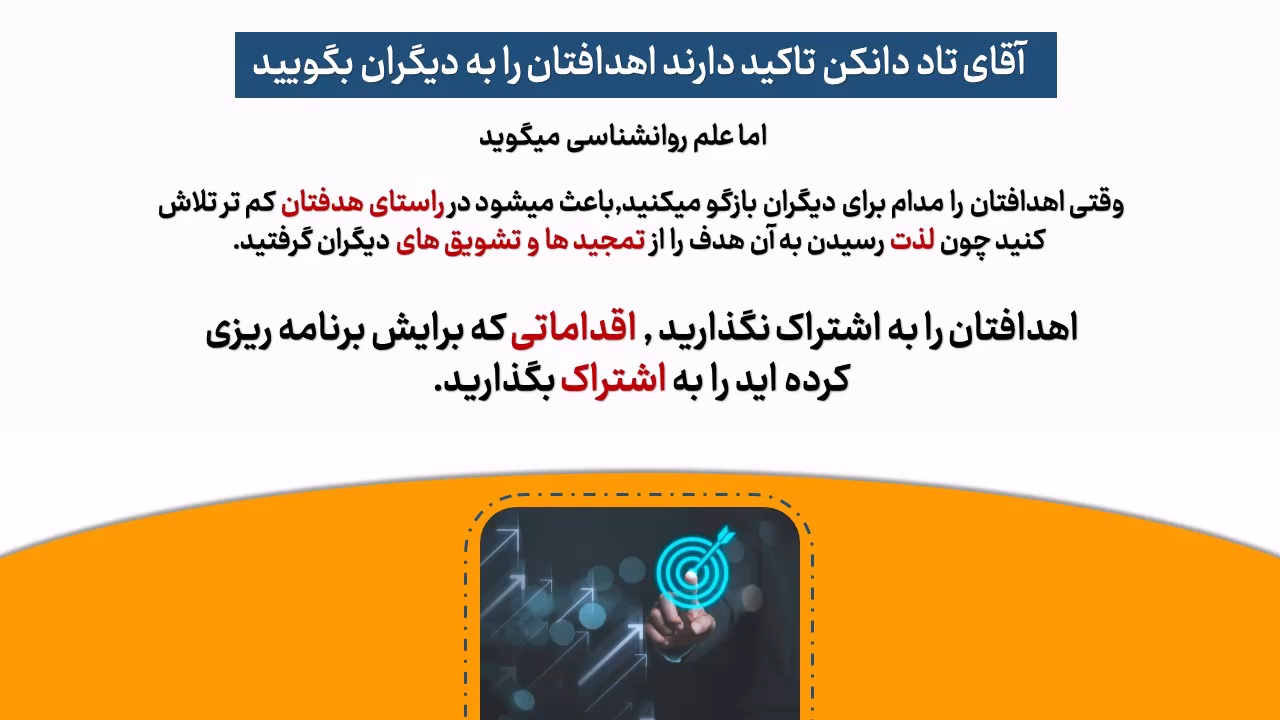 آقای تاد دانکن تاکید دارند اهدافتان را به دیگران بگویید
اما علم روانشناسی میگوید
وقتی اهدافتان را مدام برای دیگران بازگو میکنید,باعث میشود در راستای هدفتان کم تر تلاش
کنید چون لذت رسیدن به آن هدف را از تمجید ها و تشویق های دیگران گرفتید.
اهدافتان را به اشتراک نگذارید , اقداماتی که برایش برنامه ریزی
کرده اید را به اشتراک بگذارید.